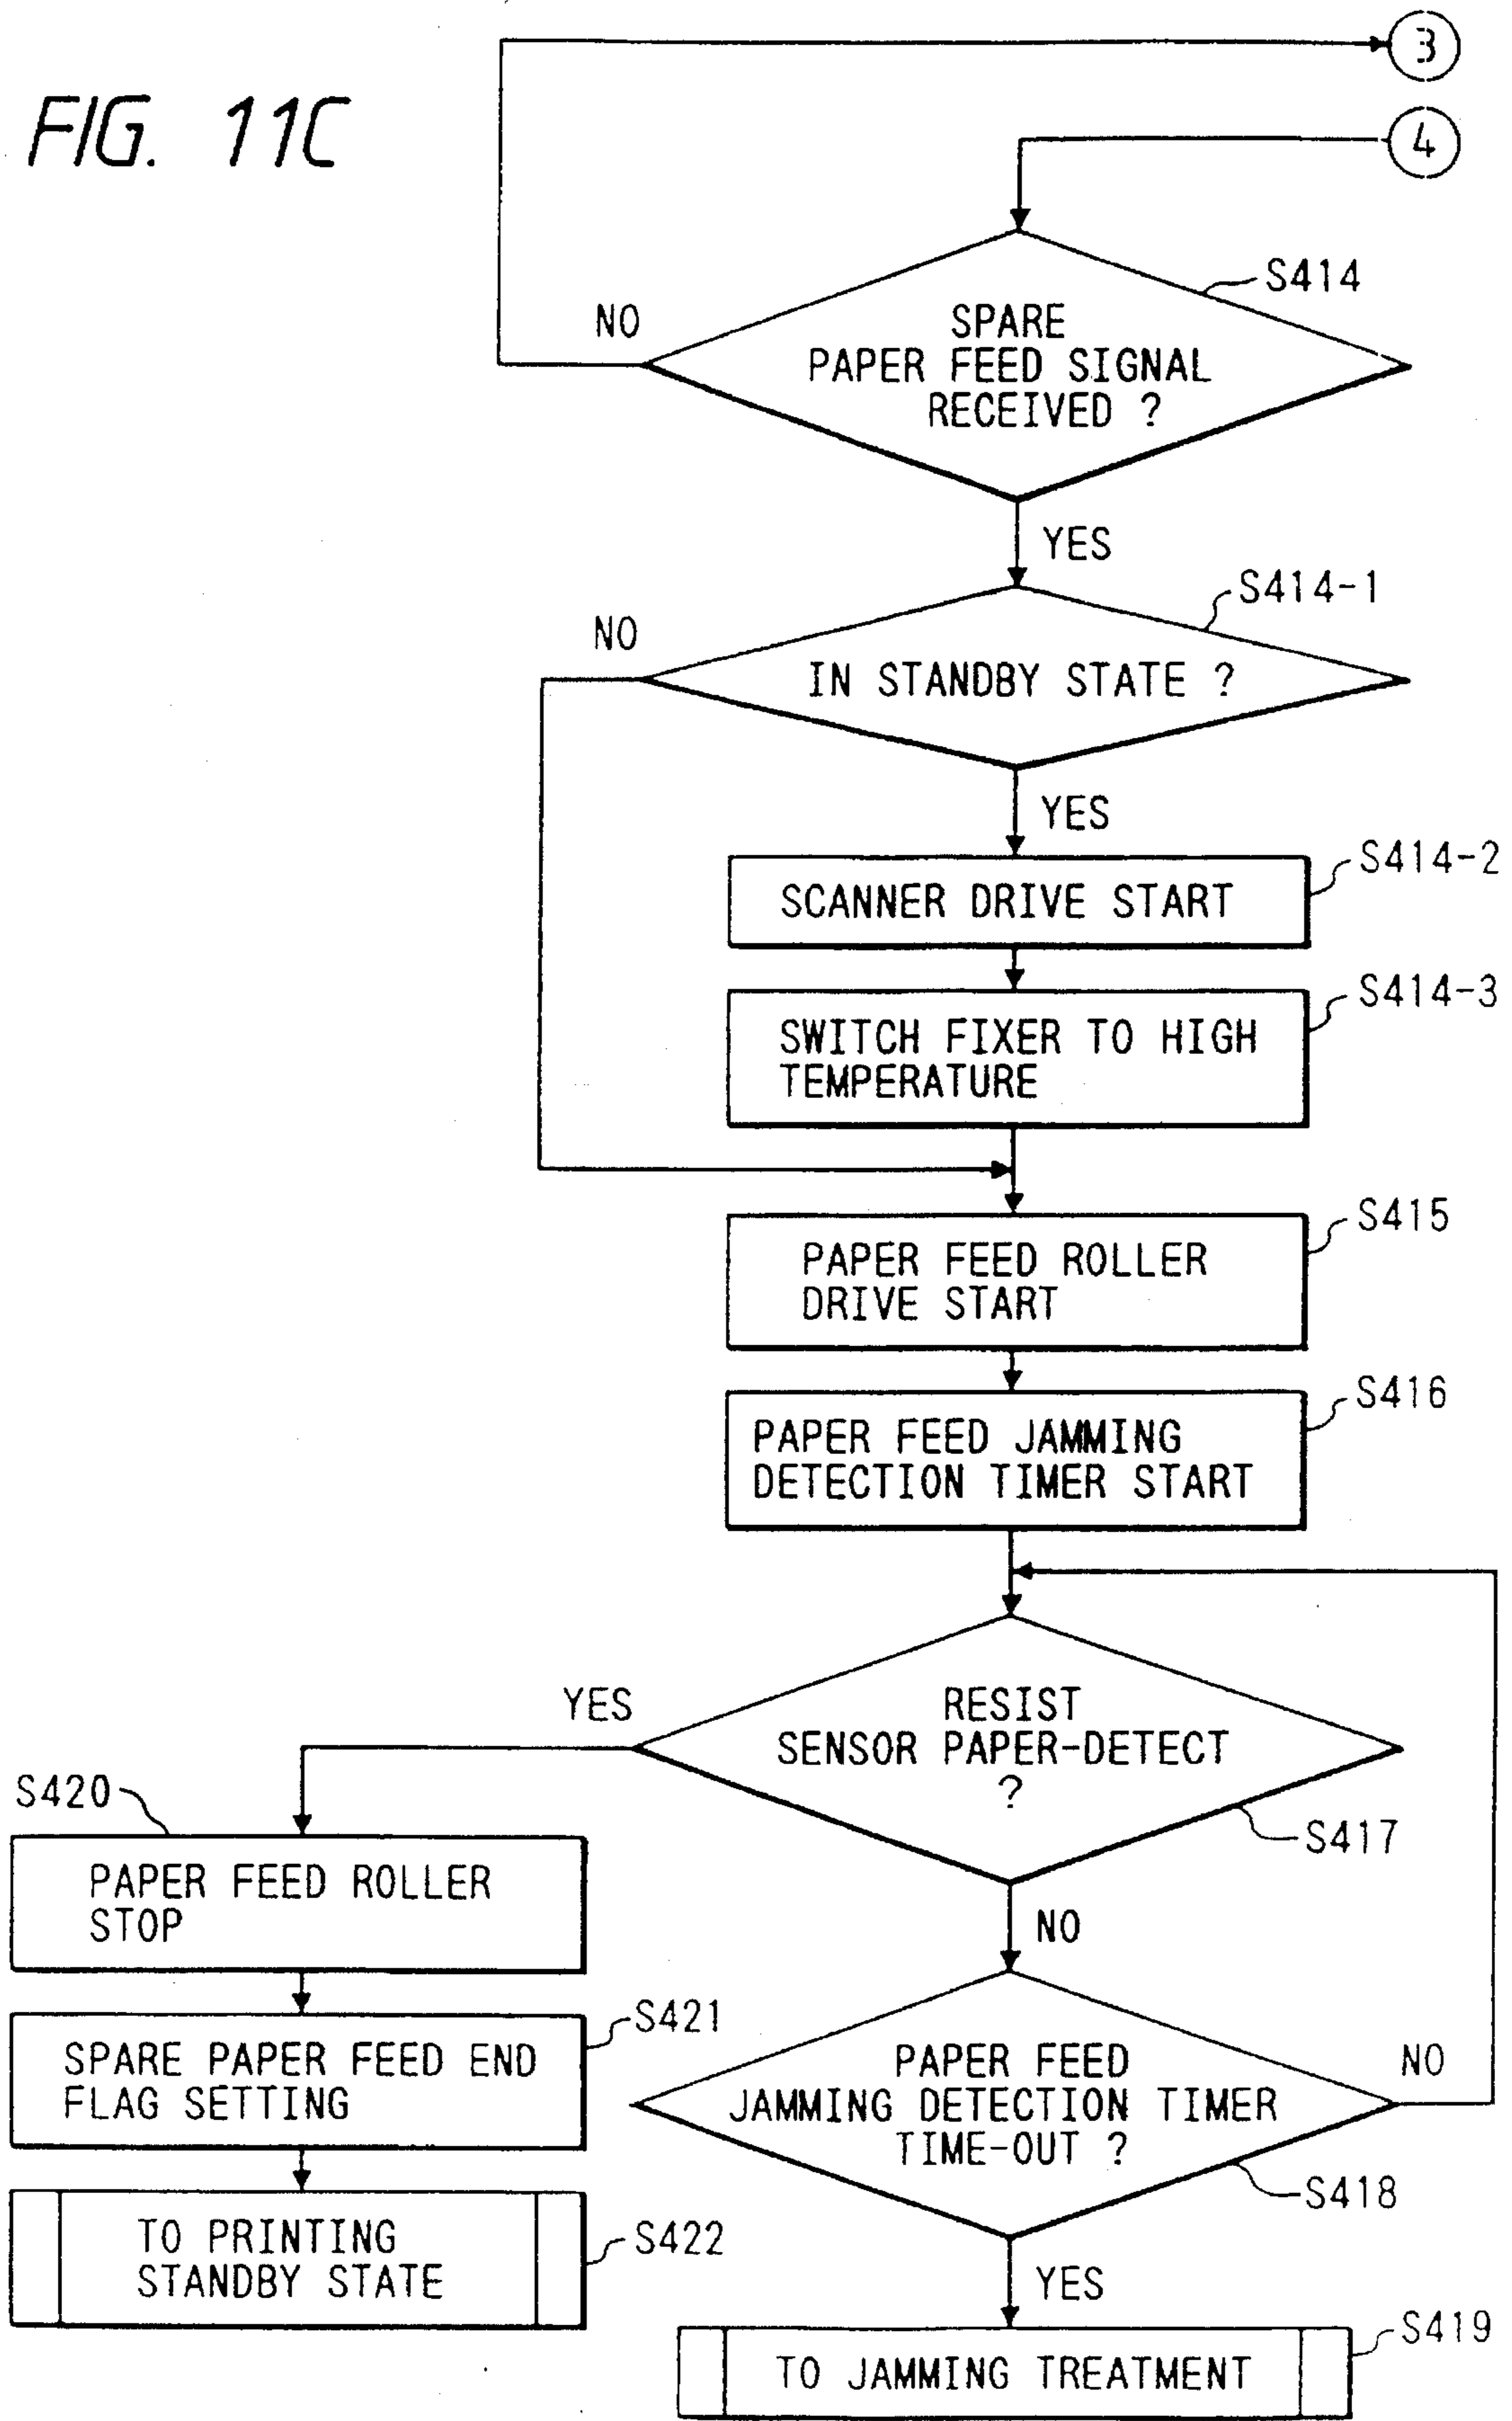 3
FIG. 11C
4
S414
NO
SPARE
PAPER FEED SIGNAL
RECEIVED ?
YES
S414-1
NO
IN STANDBY STATE ?
YES
S414-2
SCANNER DRIVE START
S414-3
SWITCH FIXER TO HIGH
TEMPERATURE
S415
PAPER FEED ROLLER
DRIVE START
S416
PAPER FEED JAMMING
DETECTION TIMER START
YES
RESIST
SENSOR PAPER-DETECT
?
S417
S420
PAPER FEED ROLLER
STOP
NO
S421
SPARE PAPER FEED END
FLAG SETTING
PAPER FEED
JAMMING DETECTION TIMER
TIME-OUT ?
NO
S418
TO PRINTING
STANDBY STATE
S422
YES
S419
TO JAMMING TREATMENT